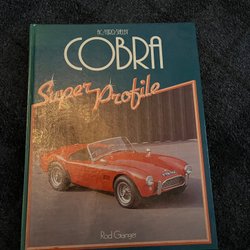 AC/FORD/SHELBY
COBRA
Super Profile
Rod Grainger